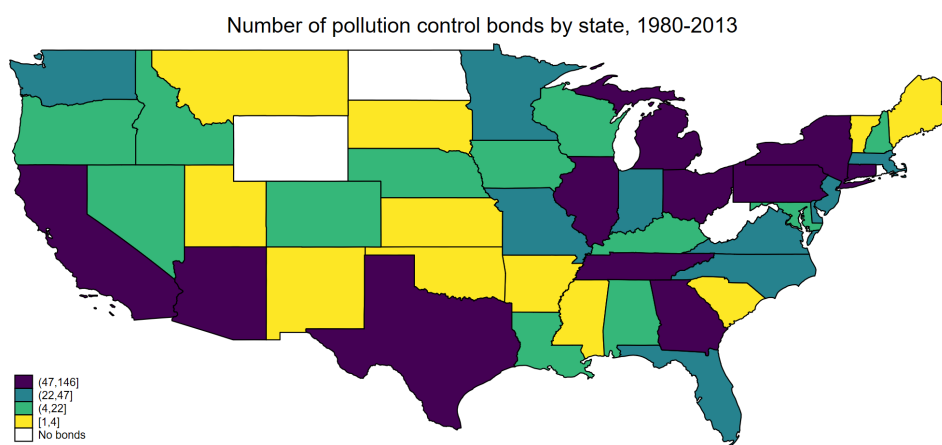 Number of pollution control bonds by state, 1980-2013
(47,146]
(22,47]
(4,22]
[1,4]
No bonds